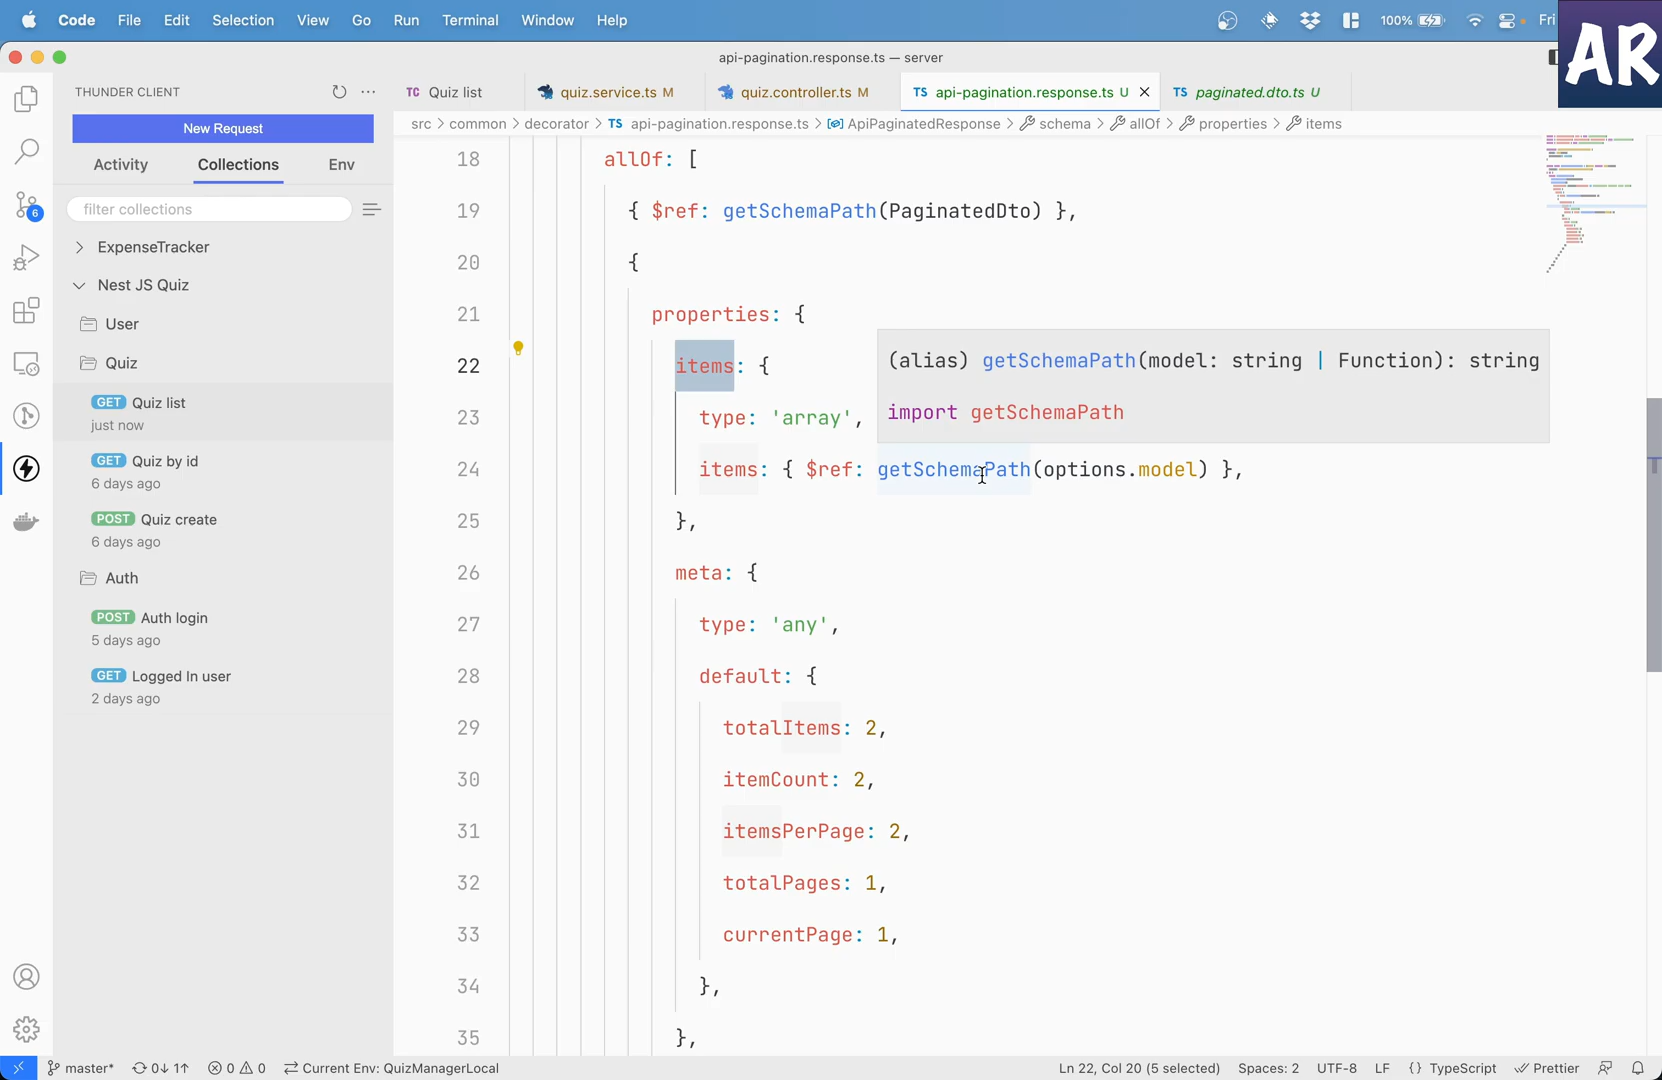 Code File Edit Selection View Go Run Terminal Window Help 100% Fri
AR
api-pagination.response.ts — server
THUNDER CLIENT
New Request
Activity Collections Env
filter collections
ExpenseTracker
Nest JS Quiz
User
Quiz
GET Quiz list
just now
GET Quiz by id
6 days ago
POST Quiz create
6 days ago
Auth
POST Auth login
5 days ago
GET Logged In user
2 days ago
6
TC Quiz list quiz.service.ts M quiz.controller.ts M TS api-pagination.response.ts U TS paginated.dto.ts U
src > common > decorator > TS api-pagination.response.ts > ApiPaginatedResponse > schema > allOf > properties > items
18 allOf: [
19 { $ref: getSchemaPath(PaginatedDto) },
20 {
21 properties: {
22 items: {
23 type: 'array',
24 items: { $ref: getSchemaPath(options.model) },
25 },
26 meta: {
27 type: 'any',
28 default: {
29 totalItems: 2,
30 itemCount: 2,
31 itemsPerPage: 2,
32 totalPages: 1,
33 currentPage: 1,
34 },
35 },
(alias) getSchemaPath(model: string | Function): string
import getSchemaPath
master* 0↓ 1↑ 0 0 Current Env: QuizManagerLocal Ln 22, Col 20 (5 selected) Spaces: 2 UTF-8 LF {} TypeScript Prettier